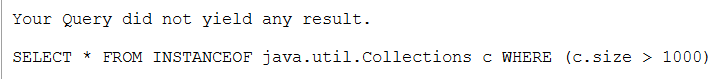 Your Query did not yield any result.
SELECT * FROM INSTANCEOF java.util.Collections c WHERE (c.size > 1000)